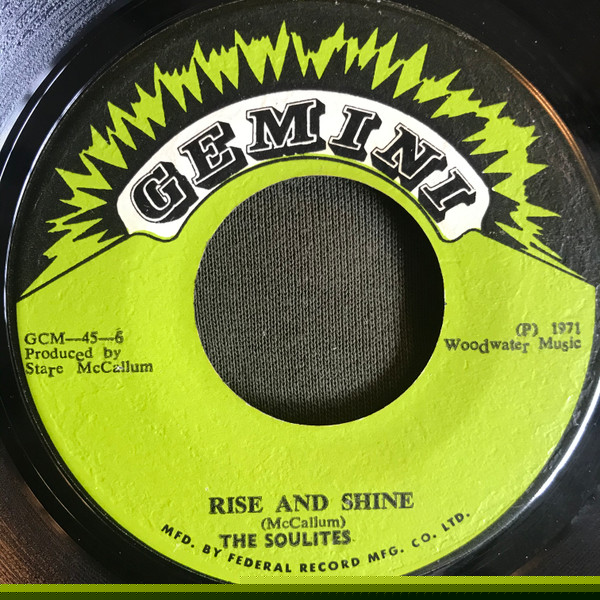 GEMINI
GCM—45—6
Produced by
Stare McCallum
(P) 1971
Woodwater Music
RISE AND SHINE
(McCallum)
THE SOULITES
MFD. BY FEDERAL RECORD MFG. CO. LTD.